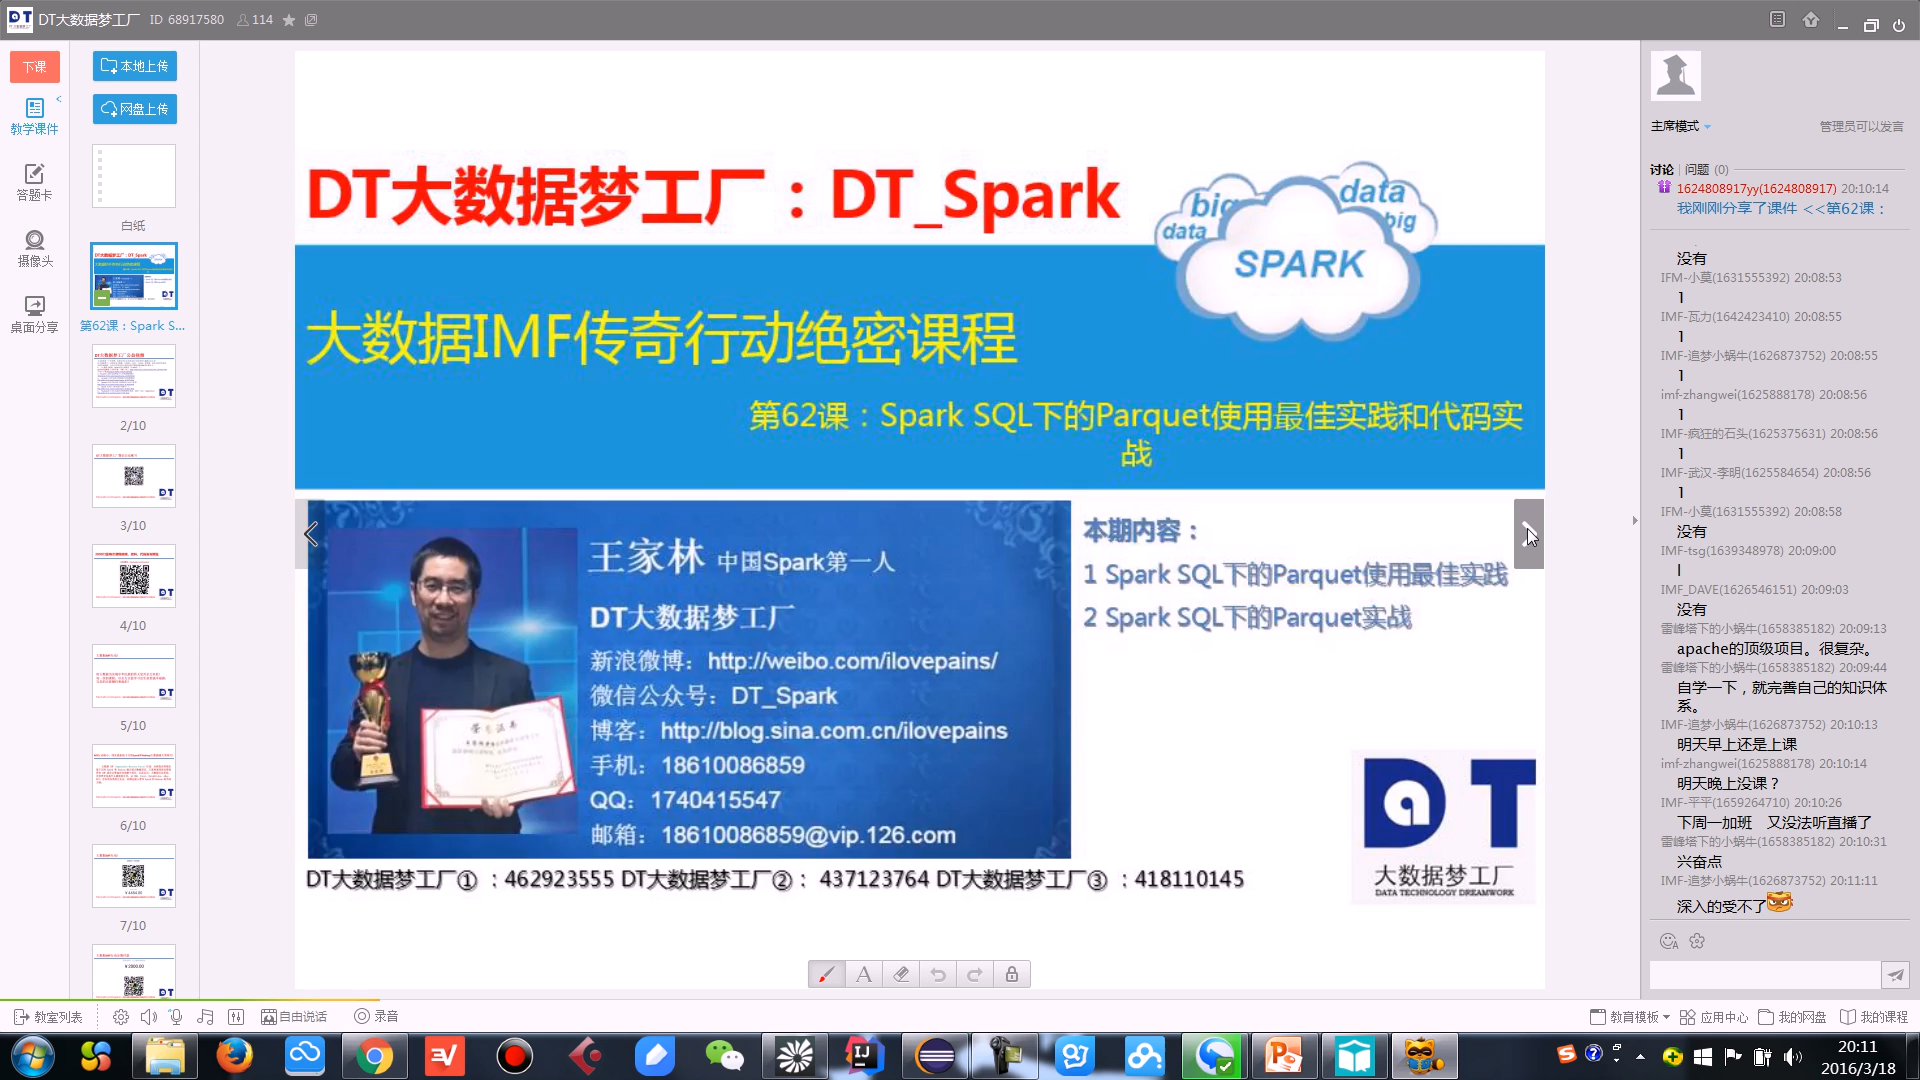 DT大数据梦工厂 ID 68917580 114
下课
教学课件
答题卡
摄像头
桌面分享
本地上传
网盘上传
白纸
第62课：Spark S...
2/10
3/10
4/10
5/10
6/10
7/10
DT大数据梦工厂：DT_Spark
big data
data big
SPARK
大数据IMF传奇行动绝密课程
第62课：Spark SQL下的Parquet使用最佳实践和代码实
战
王家林 中国Spark第一人
DT大数据梦工厂
新浪微博：http://weibo.com/ilovepains/
微信公众号：DT_Spark
博客：http://blog.sina.com.cn/ilovepains
手机：18610086859
QQ：1740415547
邮箱：18610086859@vip.126.com
本期内容：
1 Spark SQL下的Parquet使用最佳实践
2 Spark SQL下的Parquet实战
DT
大数据梦工厂
DATA TECHNOLOGY DREAMWORK
DT大数据梦工厂① ：462923555 DT大数据梦工厂②： 437123764 DT大数据梦工厂③ ：418110145
主席模式
管理员可以发言
讨论 问题 (0)
1624808917yy(1624808917) 20:10:14
我刚刚分享了课件 <<第62课：
没有
IFM-小莫(1631555392) 20:08:53
1
IMF-瓦力(1642423410) 20:08:55
1
IMF-追梦小蜗牛(1626873752) 20:08:55
1
imf-zhangwei(1625888178) 20:08:56
1
IMF-疯狂的石头(1625375631) 20:08:56
1
IMF-武汉-李明(1625584654) 20:08:56
1
IFM-小莫(1631555392) 20:08:58
没有
IMF-tsg(1639348978) 20:09:00
l
IMF_DAVE(1626546151) 20:09:03
没有
雷峰塔下的小蜗牛(1658385182) 20:09:13
apache的顶级项目。很复杂。
雷峰塔下的小蜗牛(1658385182) 20:09:44
自学一下，就完善自己的知识体
系。
IMF-追梦小蜗牛(1626873752) 20:10:13
明天早上还是上课
imf-zhangwei(1625888178) 20:10:14
明天晚上没课？
IMF-平平(1659264710) 20:10:26
下周一加班 又没法听直播了
雷峰塔下的小蜗牛(1658385182) 20:10:31
兴奋点
IMF-追梦小蜗牛(1626873752) 20:11:11
深入的受不了
教室列表
自由说话
录音
教育模板
应用中心
我的网盘
我的课程
20:11
2016/3/18